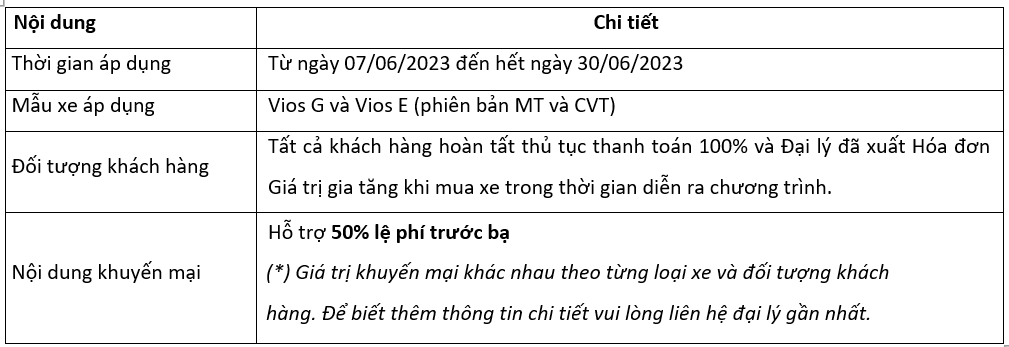 Nội dung
Chi tiết
Thời gian áp dụng
Từ ngày 07/06/2023 đến hết ngày 30/06/2023
Mẫu xe áp dụng
Vios G và Vios E (phiên bản MT và CVT)
Đối tượng khách hàng
Tất cả khách hàng hoàn tất thủ tục thanh toán 100% và Đại lý đã xuất Hóa đơn
Giá trị gia tăng khi mua xe trong thời gian diễn ra chương trình.
Nội dung khuyến mại
Hỗ trợ 50% lệ phí trước bạ
(*) Giá trị khuyến mại khác nhau theo từng loại xe và đối tượng khách
hàng. Để biết thêm thông tin chi tiết vui lòng liên hệ đại lý gần nhất.